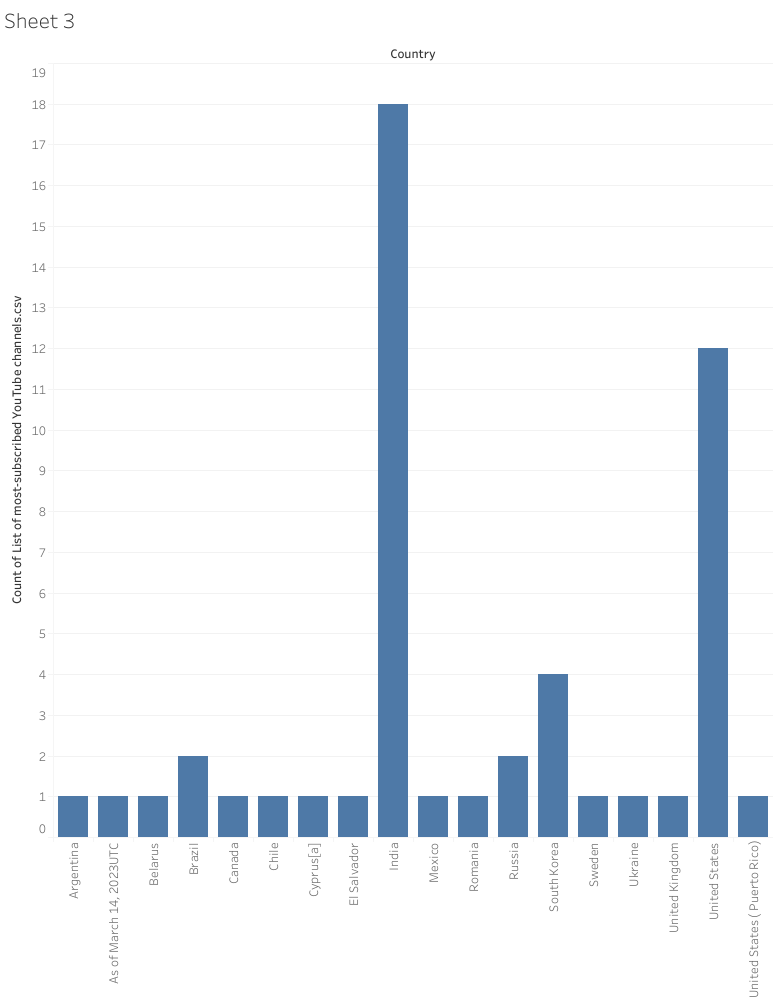 Sheet 3
Country
Count of List of most-subscribed YouTube channels.csv
19
18
17
16
15
14
13
12
11
10
9
8
7
6
5
4
3
2
1
0
Argentina
As of March 14, 2023UTC
Belarus
Brazil
Canada
Chile
Cyprus[a]
El Salvador
India
Mexico
Romania
Russia
South Korea
Sweden
Ukraine
United Kingdom
United States
United States ( Puerto Rico)